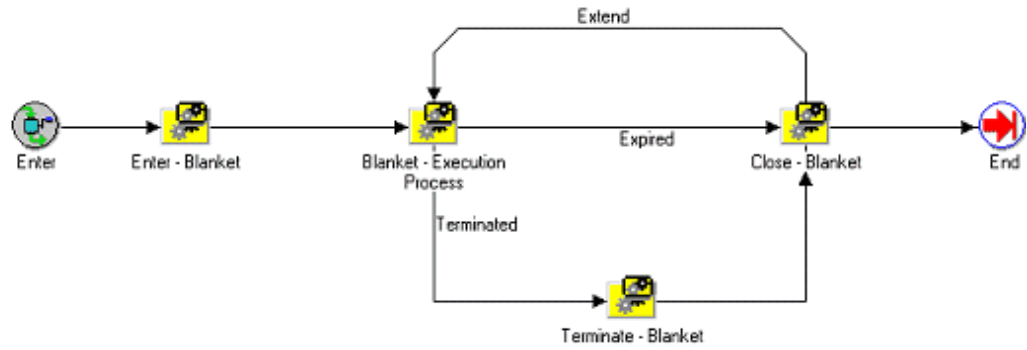 Extend
Expired
Enter
Enter - Blanket
Blanket - Execution
Process
Close - Blanket
End
Terminated
Terminate - Blanket